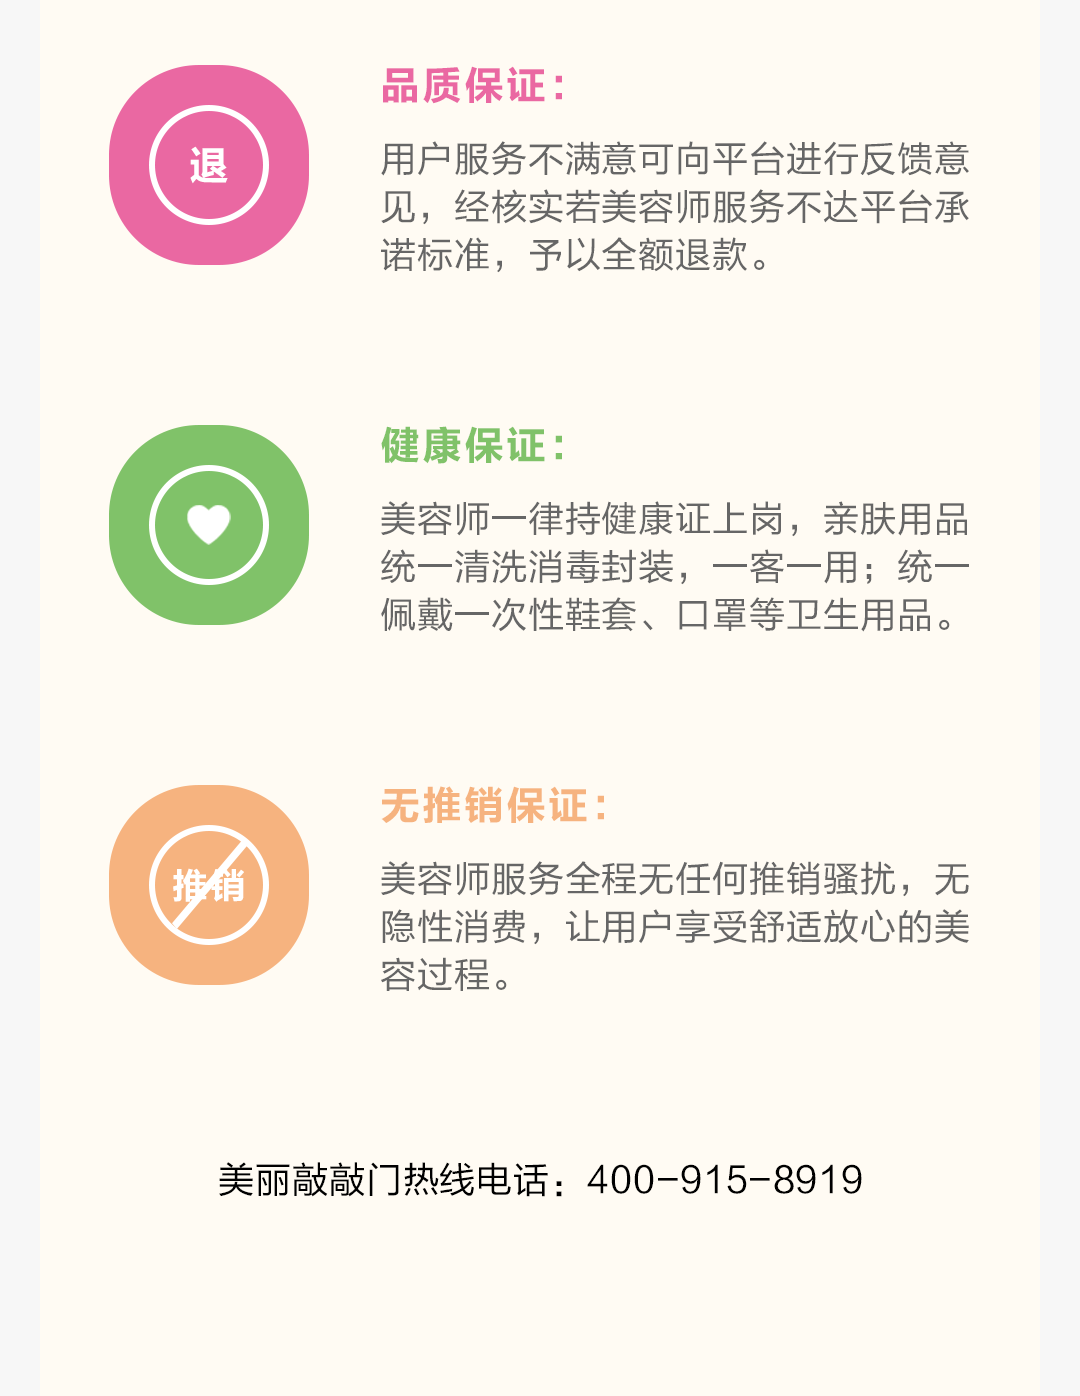 品质保证：
退
用户服务不满意可向平台进行反馈意
见，经核实若美容师服务不达平台承
诺标准，予以全额退款。
健康保证：
美容师一律持健康证上岗，亲肤用品
统一清洗消毒封装，一客一用；统一
佩戴一次性鞋套、口罩等卫生用品。
无推销保证：
推销
美容师服务全程无任何推销骚扰，无
隐性消费，让用户享受舒适放心的美
容过程。
美丽敲敲门热线电话：400-915-8919